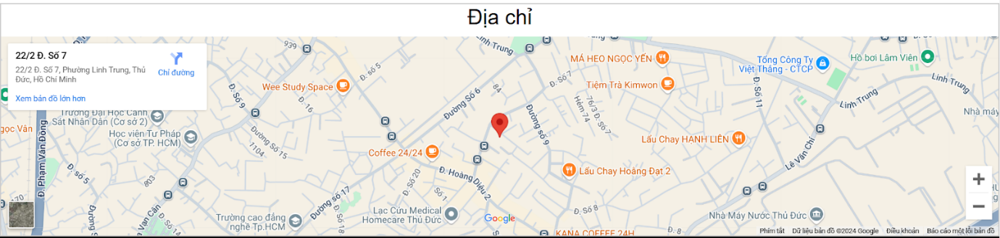 Địa chỉ
22/2 Đ. Số 7
22/2 Đ. Số 7, Phường Linh Trung, Thủ
Đức, Hồ Chí Minh
Chỉ đường
Xem bản đồ lớn hơn
939
Đ. số 5
Linh Trung
MÁ HEO NGỌC YẾN
Tổng Công Ty
Việt Thắng - CTCP
Hồ bơi Lâm Viên
Wee Study Space
Đ. Số 9
Đ. 16
Đường Số 6
84
Tiệm Trà Kimwon
Hẻm 74
76/3 Đ. Số 7
Đ. Số 11
Linh Trung
Linh Trung
Nhà máy
Trường Đại Học Cảnh
Sát Nhân Dân (Cơ sở 2)
Ngọc Vân
Học viện Tư Pháp
(Cơ sở TP. HCM)
Đường Số 15
1104
Đường số 9
Lẩu Chay HẠNH LIÊN
Coffee 24/24
Lẩu Chay Hoàng Đạt 2
Lê Văn Chí
Đ. Phạm Văn Đồng
Đ. số 5
803
Đ. Hoàng Diệu 2
Đ. Số 20
Đường số 17
Trường cao đẳng
nghề Tp.HCM
Lạc Cứu Medical
Homecare Thủ Đức
Google
Đ. Số 8
KANA COFFEE 24H
Đ. 8
Nhà Máy Nước Thủ Đức
Đ. Số 14
+
−
Phím tắt
Dữ liệu bản đồ ©2024 Google
Điều khoản
Báo cáo một lỗi bản đồ